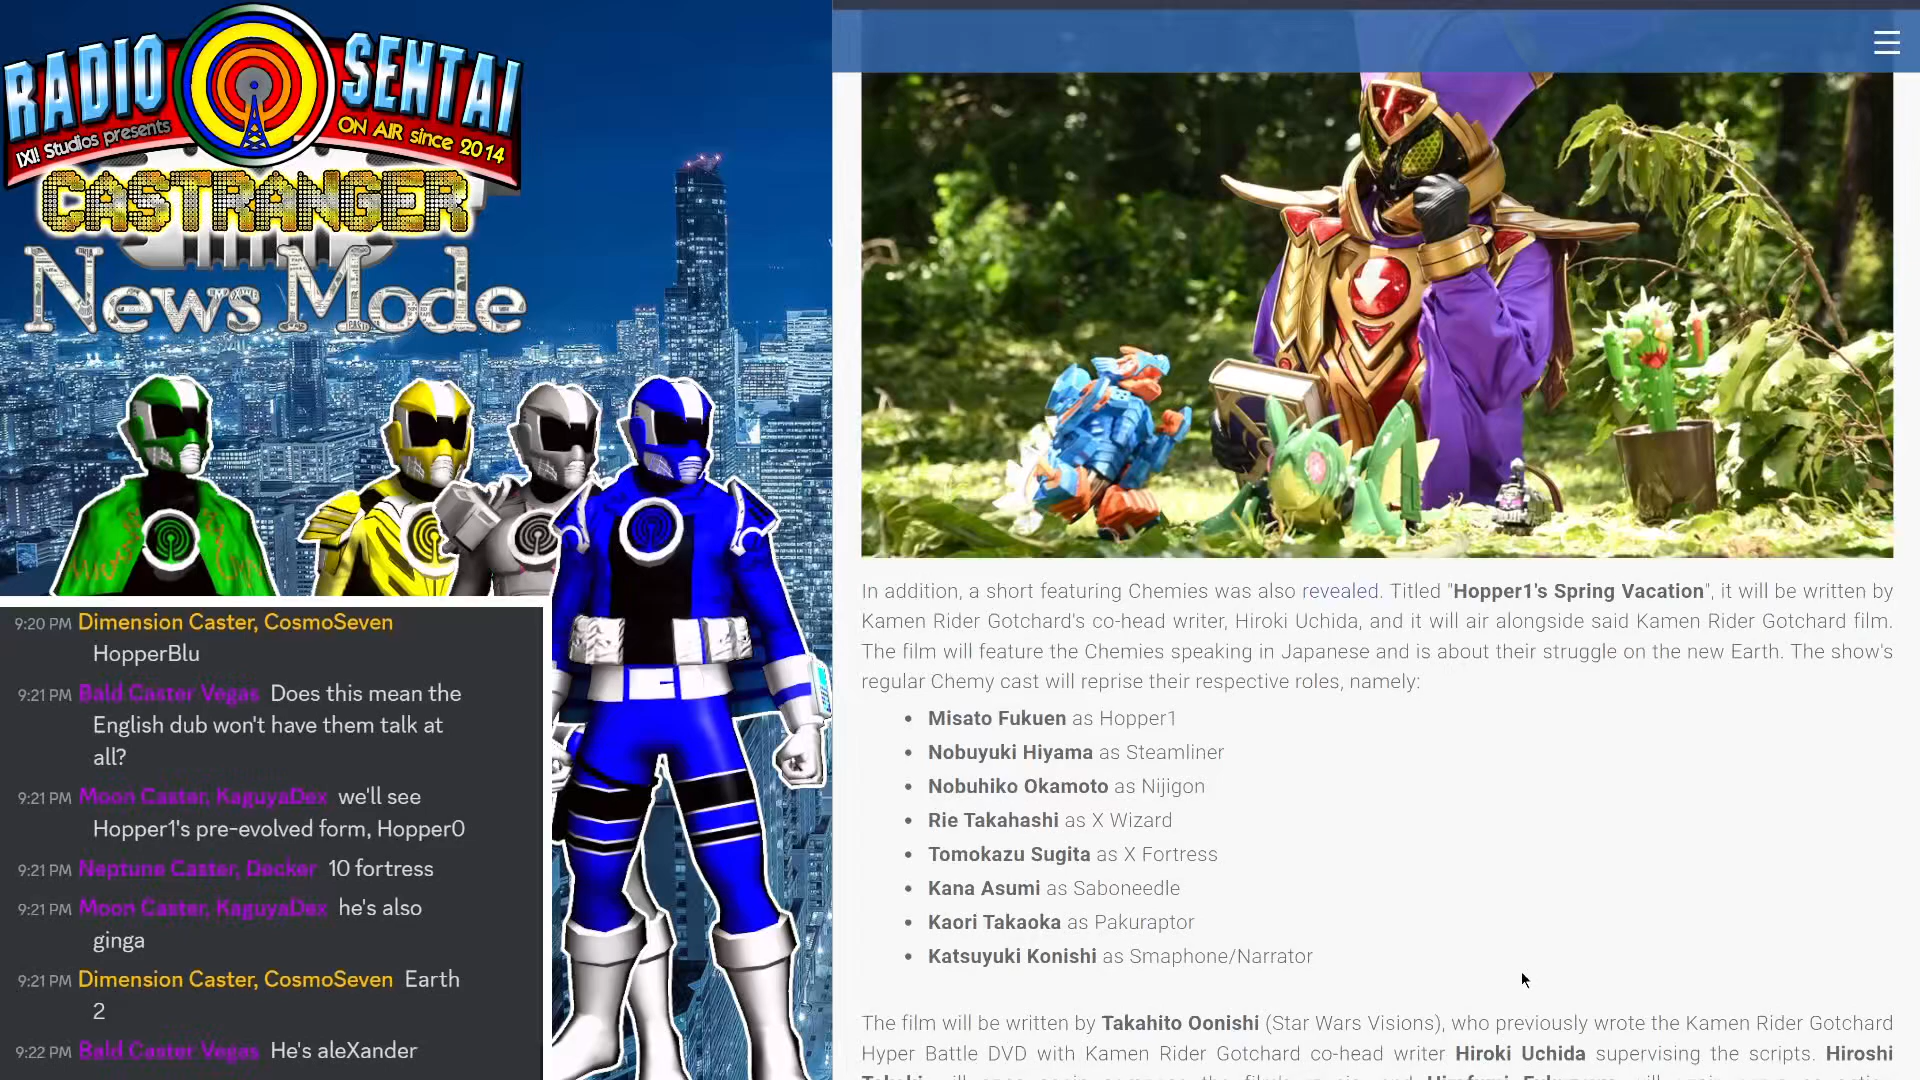 RADIO SENTAI
IXI! Studios presents
ON AIR since 2014
CASTRANGER
News Mode
9:20 PM Dimension Caster, CosmoSeven
HopperBlu
9:21 PM Bald Caster Vegas Does this mean the
English dub won't have them talk at
all?
9:21 PM Moon Caster, KaguyaDex we'll see
Hopper1's pre-evolved form, Hopper0
9:21 PM Neptune Caster, Decker 10 fortress
9:21 PM Moon Caster, KaguyaDex he's also
ginga
9:21 PM Dimension Caster, CosmoSeven Earth
2
9:22 PM Bald Caster Vegas He's aleXander
In addition, a short featuring Chemies was also revealed. Titled "Hopper1's Spring Vacation", it will be written by
Kamen Rider Gotchard's co-head writer, Hiroki Uchida, and it will air alongside said Kamen Rider Gotchard film.
The film will feature the Chemies speaking in Japanese and is about their struggle on the new Earth. The show's
regular Chemy cast will reprise their respective roles, namely:
• Misato Fukuen as Hopper1
• Nobuyuki Hiyama as Steamliner
• Nobuhiko Okamoto as Nijigon
• Rie Takahashi as X Wizard
• Tomokazu Sugita as X Fortress
• Kana Asumi as Saboneedle
• Kaori Takaoka as Pakuraptor
• Katsuyuki Konishi as Smaphone/Narrator
The film will be written by Takahito Oonishi (Star Wars Visions), who previously wrote the Kamen Rider Gotchard
Hyper Battle DVD with Kamen Rider Gotchard co-head writer Hiroki Uchida supervising the scripts. Hiroshi